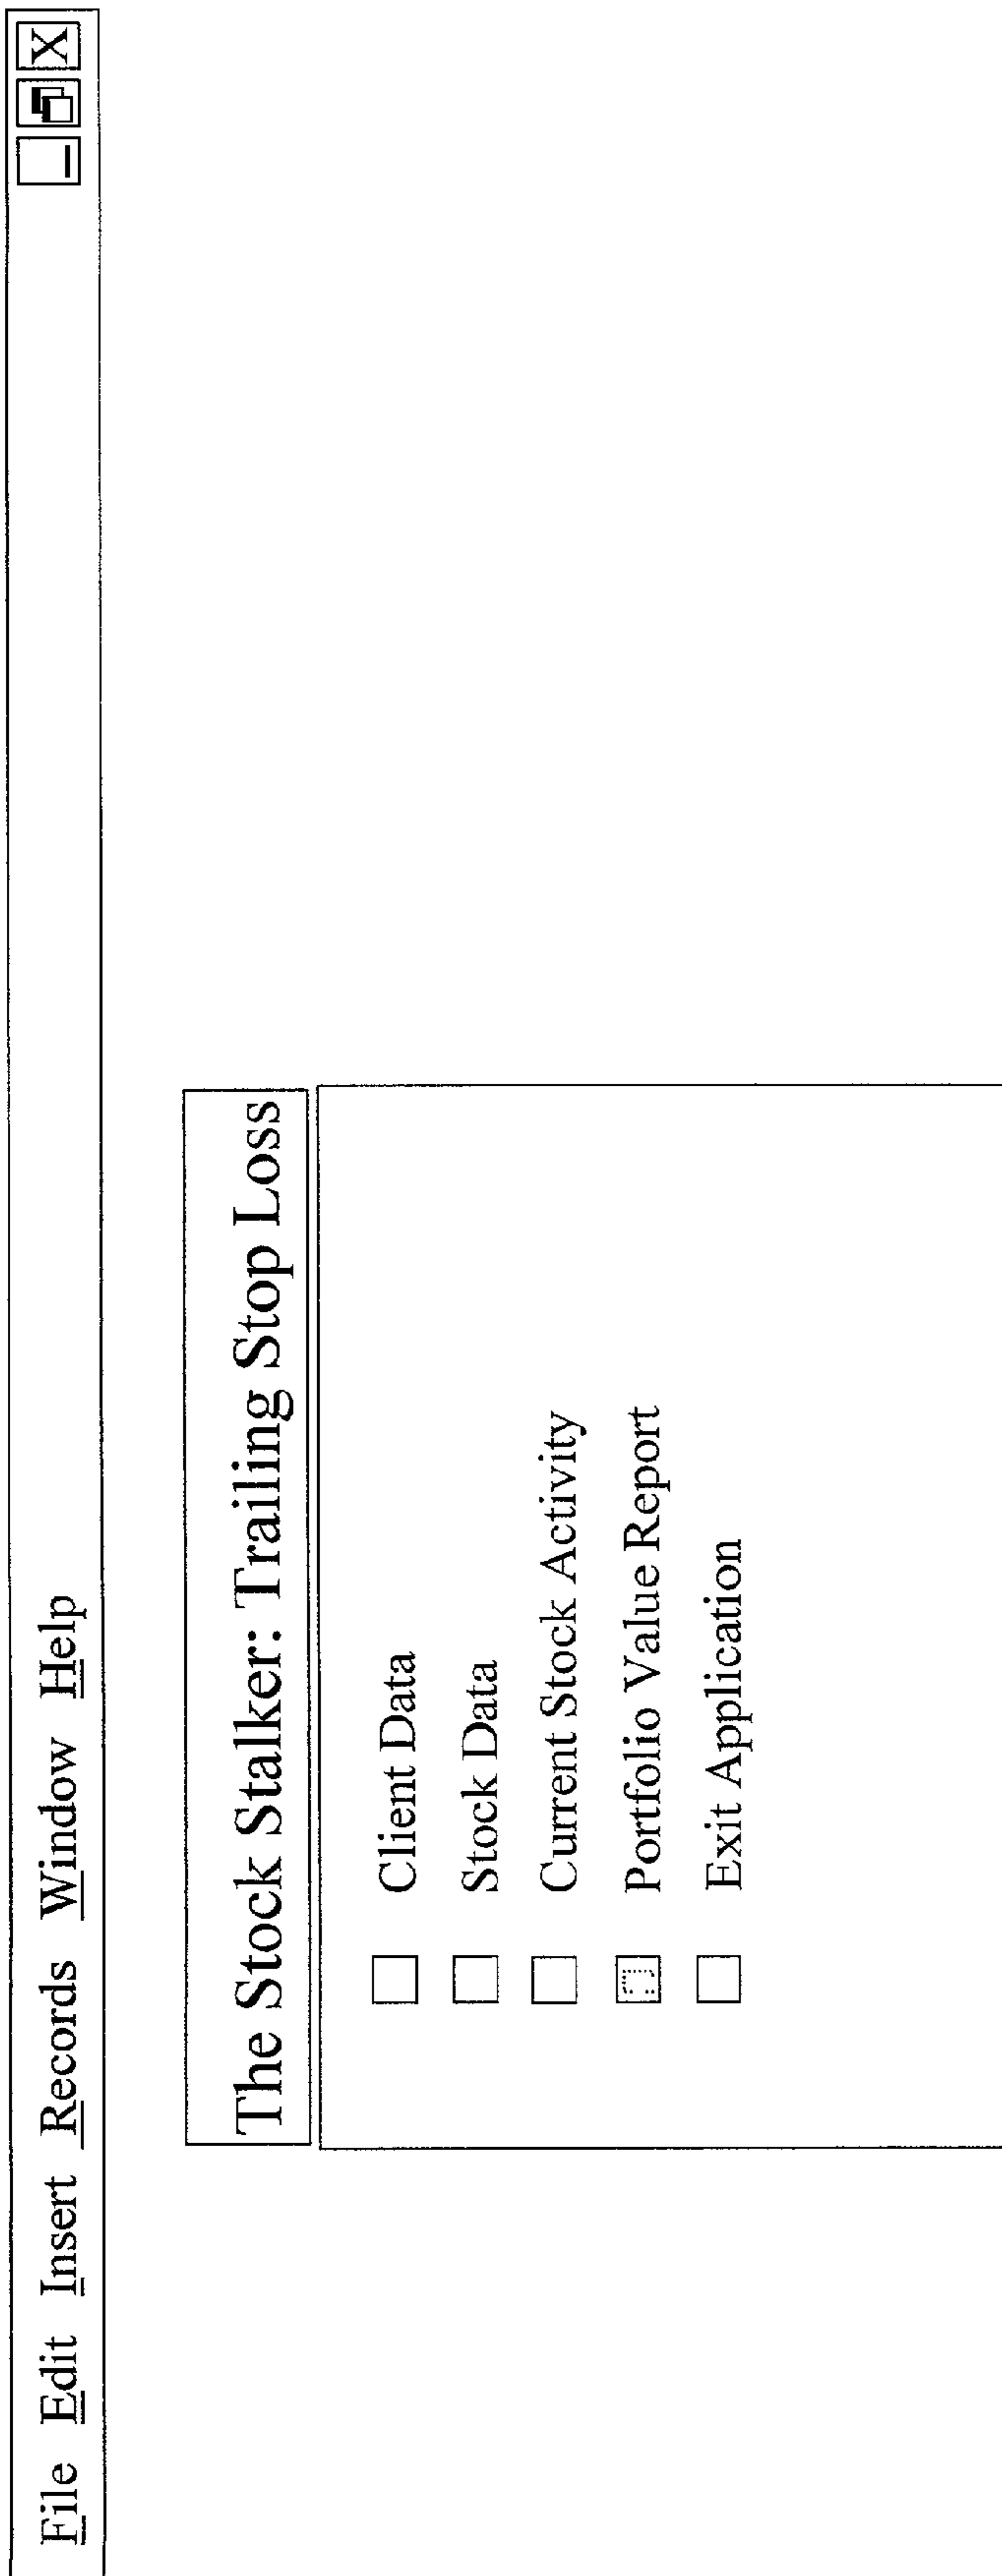 File Edit Insert Records Window Help
X
The Stock Stalker: Trailing Stop Loss
Client Data
Stock Data
Current Stock Activity
Portfolio Value Report
Exit Application